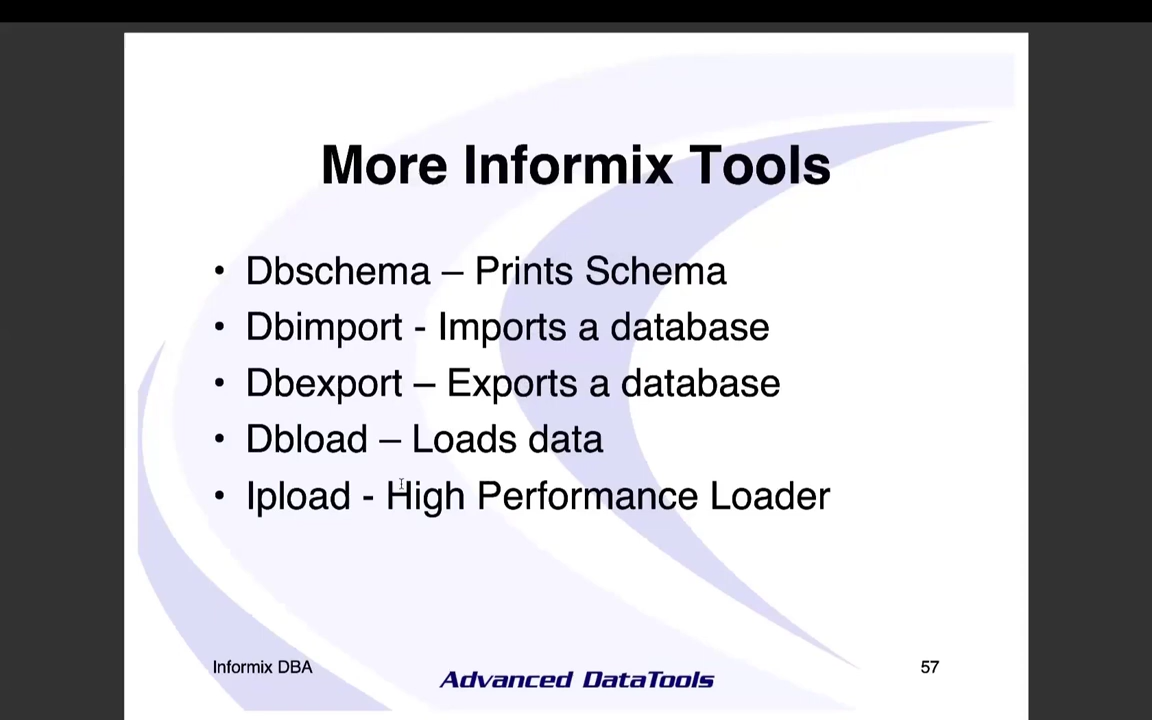 More Informix Tools
• Dbschema – Prints Schema
• Dbimport - Imports a database
• Dbexport – Exports a database
• Dbload – Loads data
• Ipload - High Performance Loader
Informix DBA
Advanced DataTools
57